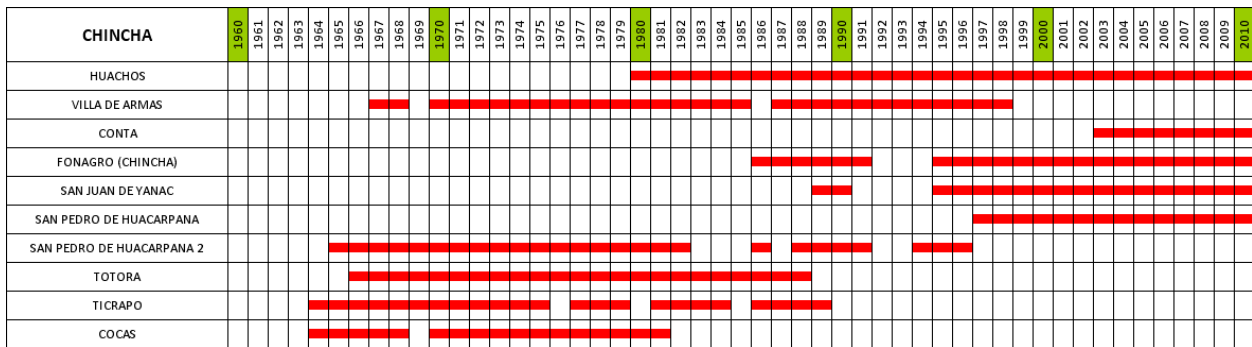 CHINCHA 1960 1961 1962 1963 1964 1965 1966 1967 1968 1969 1970 1971 1972 1973 1974 1975 1976 1977 1978 1979 1980 1981 1982 1983 1984 1985 1986 1987 1988 1989 1990 1991 1992 1993 1994 1995 1996 1997 1998 1999 2000 2001 2002 2003 2004 2005 2006 2007 2008 2009 2010
HUACHOS
VILLA DE ARMAS
CONTA
FONAGRO (CHINCHA)
SAN JUAN DE YANAC
SAN PEDRO DE HUACARPANA
SAN PEDRO DE HUACARPANA 2
TOTORA
TICRAPO
COCAS